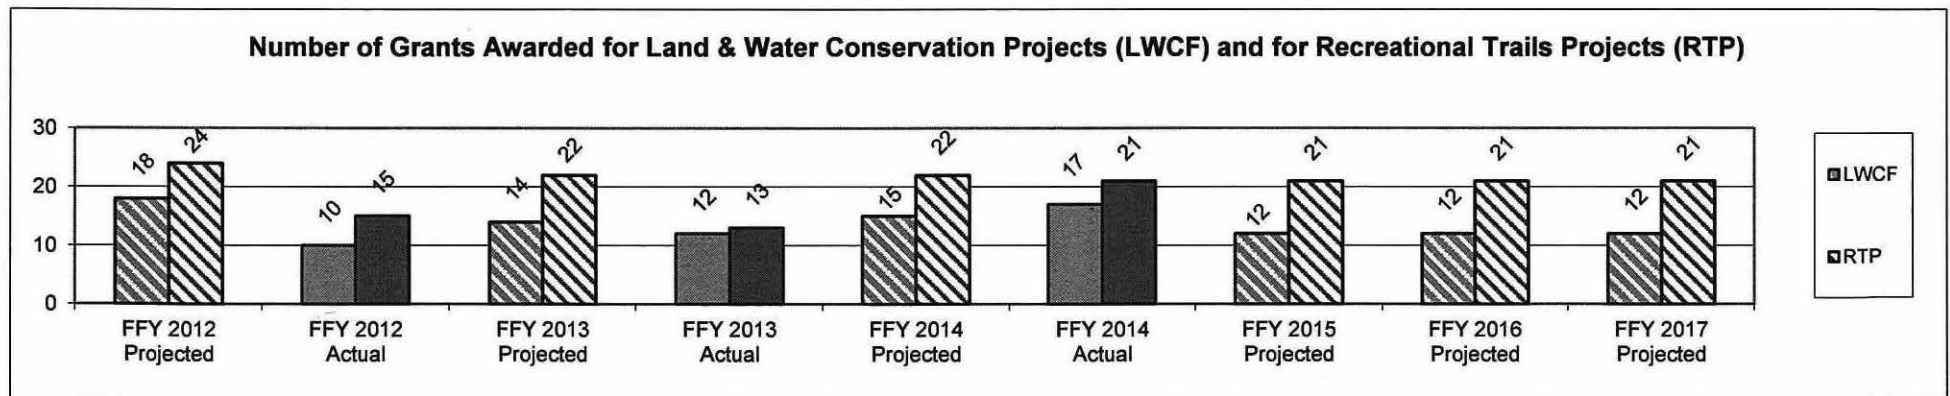 Number of Grants Awarded for Land & Water Conservation Projects (LWCF) and for Recreational Trails Projects (RTP)
30
20
10
0
18
24
10
15
14
22
12
13
15
22
17
21
12
21
12
21
12
21
FFY 2012
Projected
FFY 2012
Actual
FFY 2013
Projected
FFY 2013
Actual
FFY 2014
Projected
FFY 2014
Actual
FFY 2015
Projected
FFY 2016
Projected
FFY 2017
Projected
LWCF
RTP